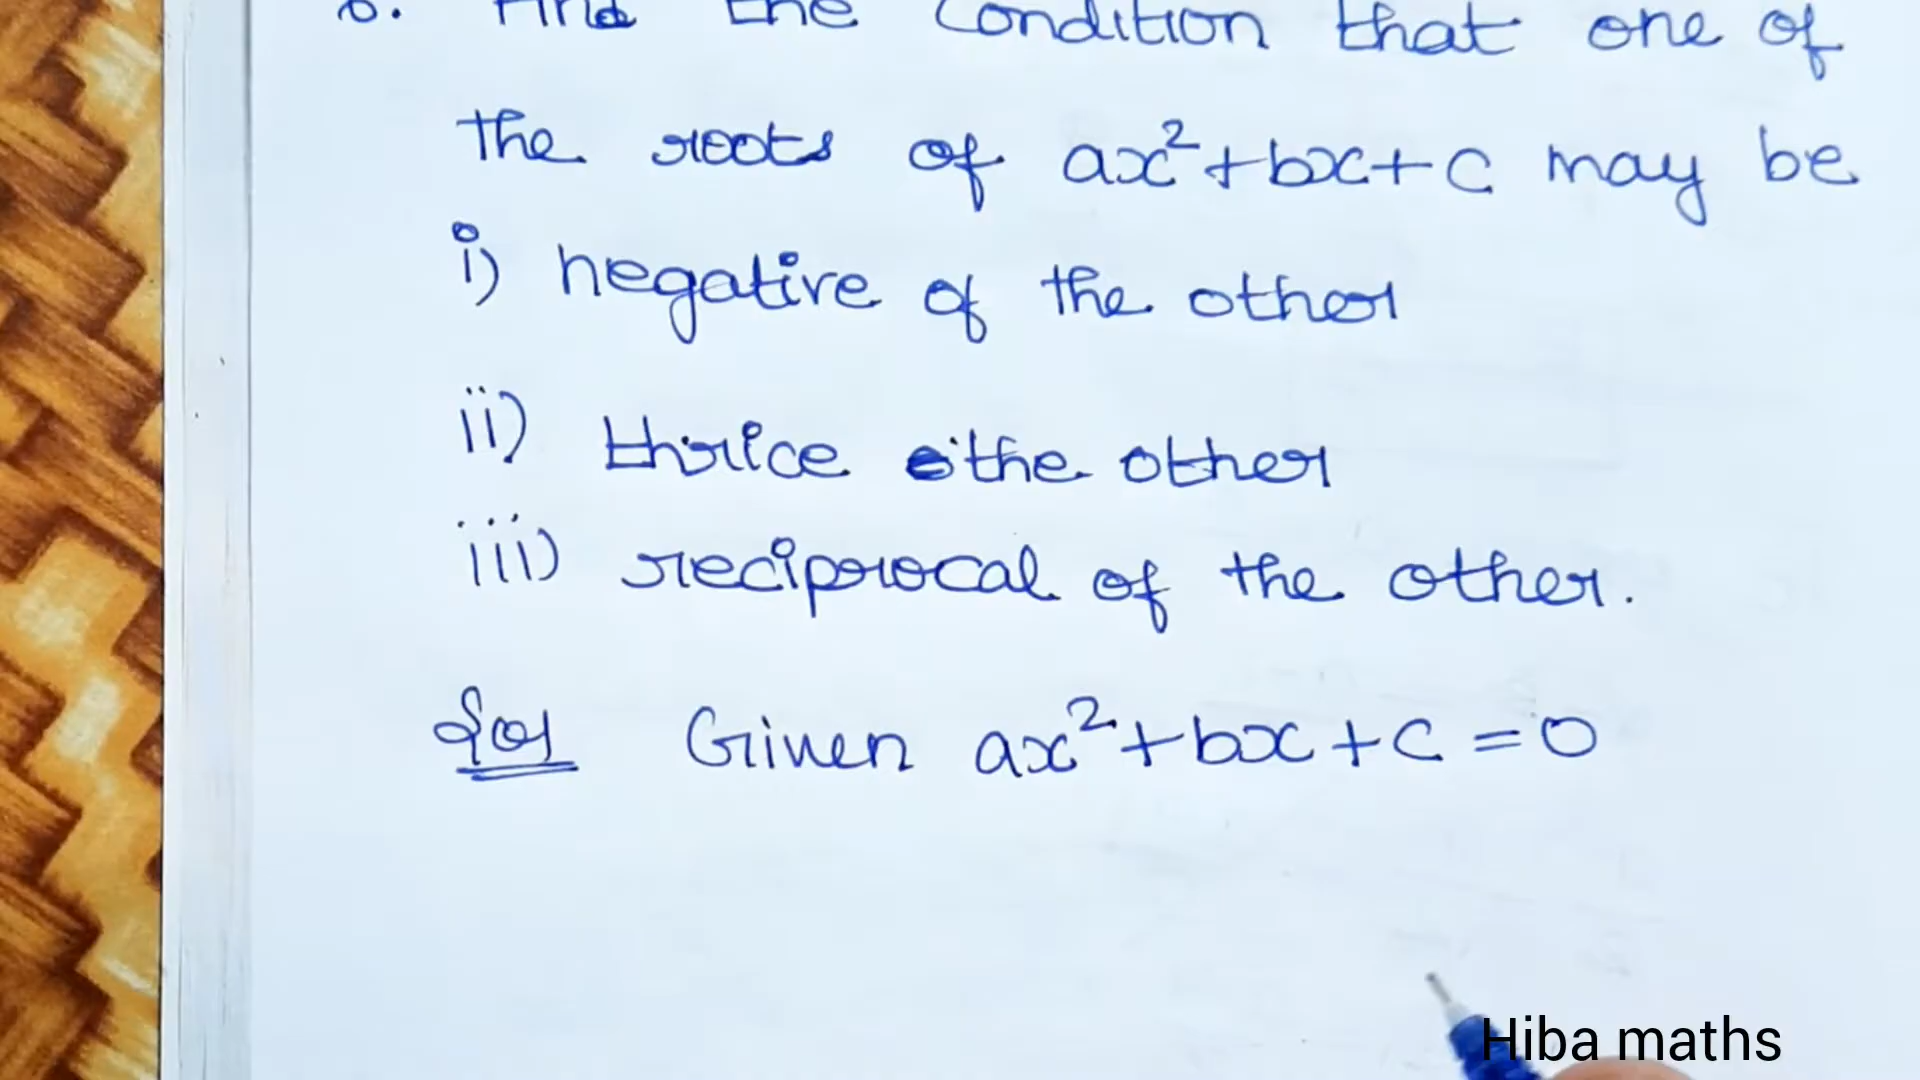 8. Find the Condition that one of
the roots of ax²+bx+c may be
i) negative of the other
ii) thrice the other
iii) reciprocal of the other.
Sol Given ax²+bx+c=0
Hiba maths